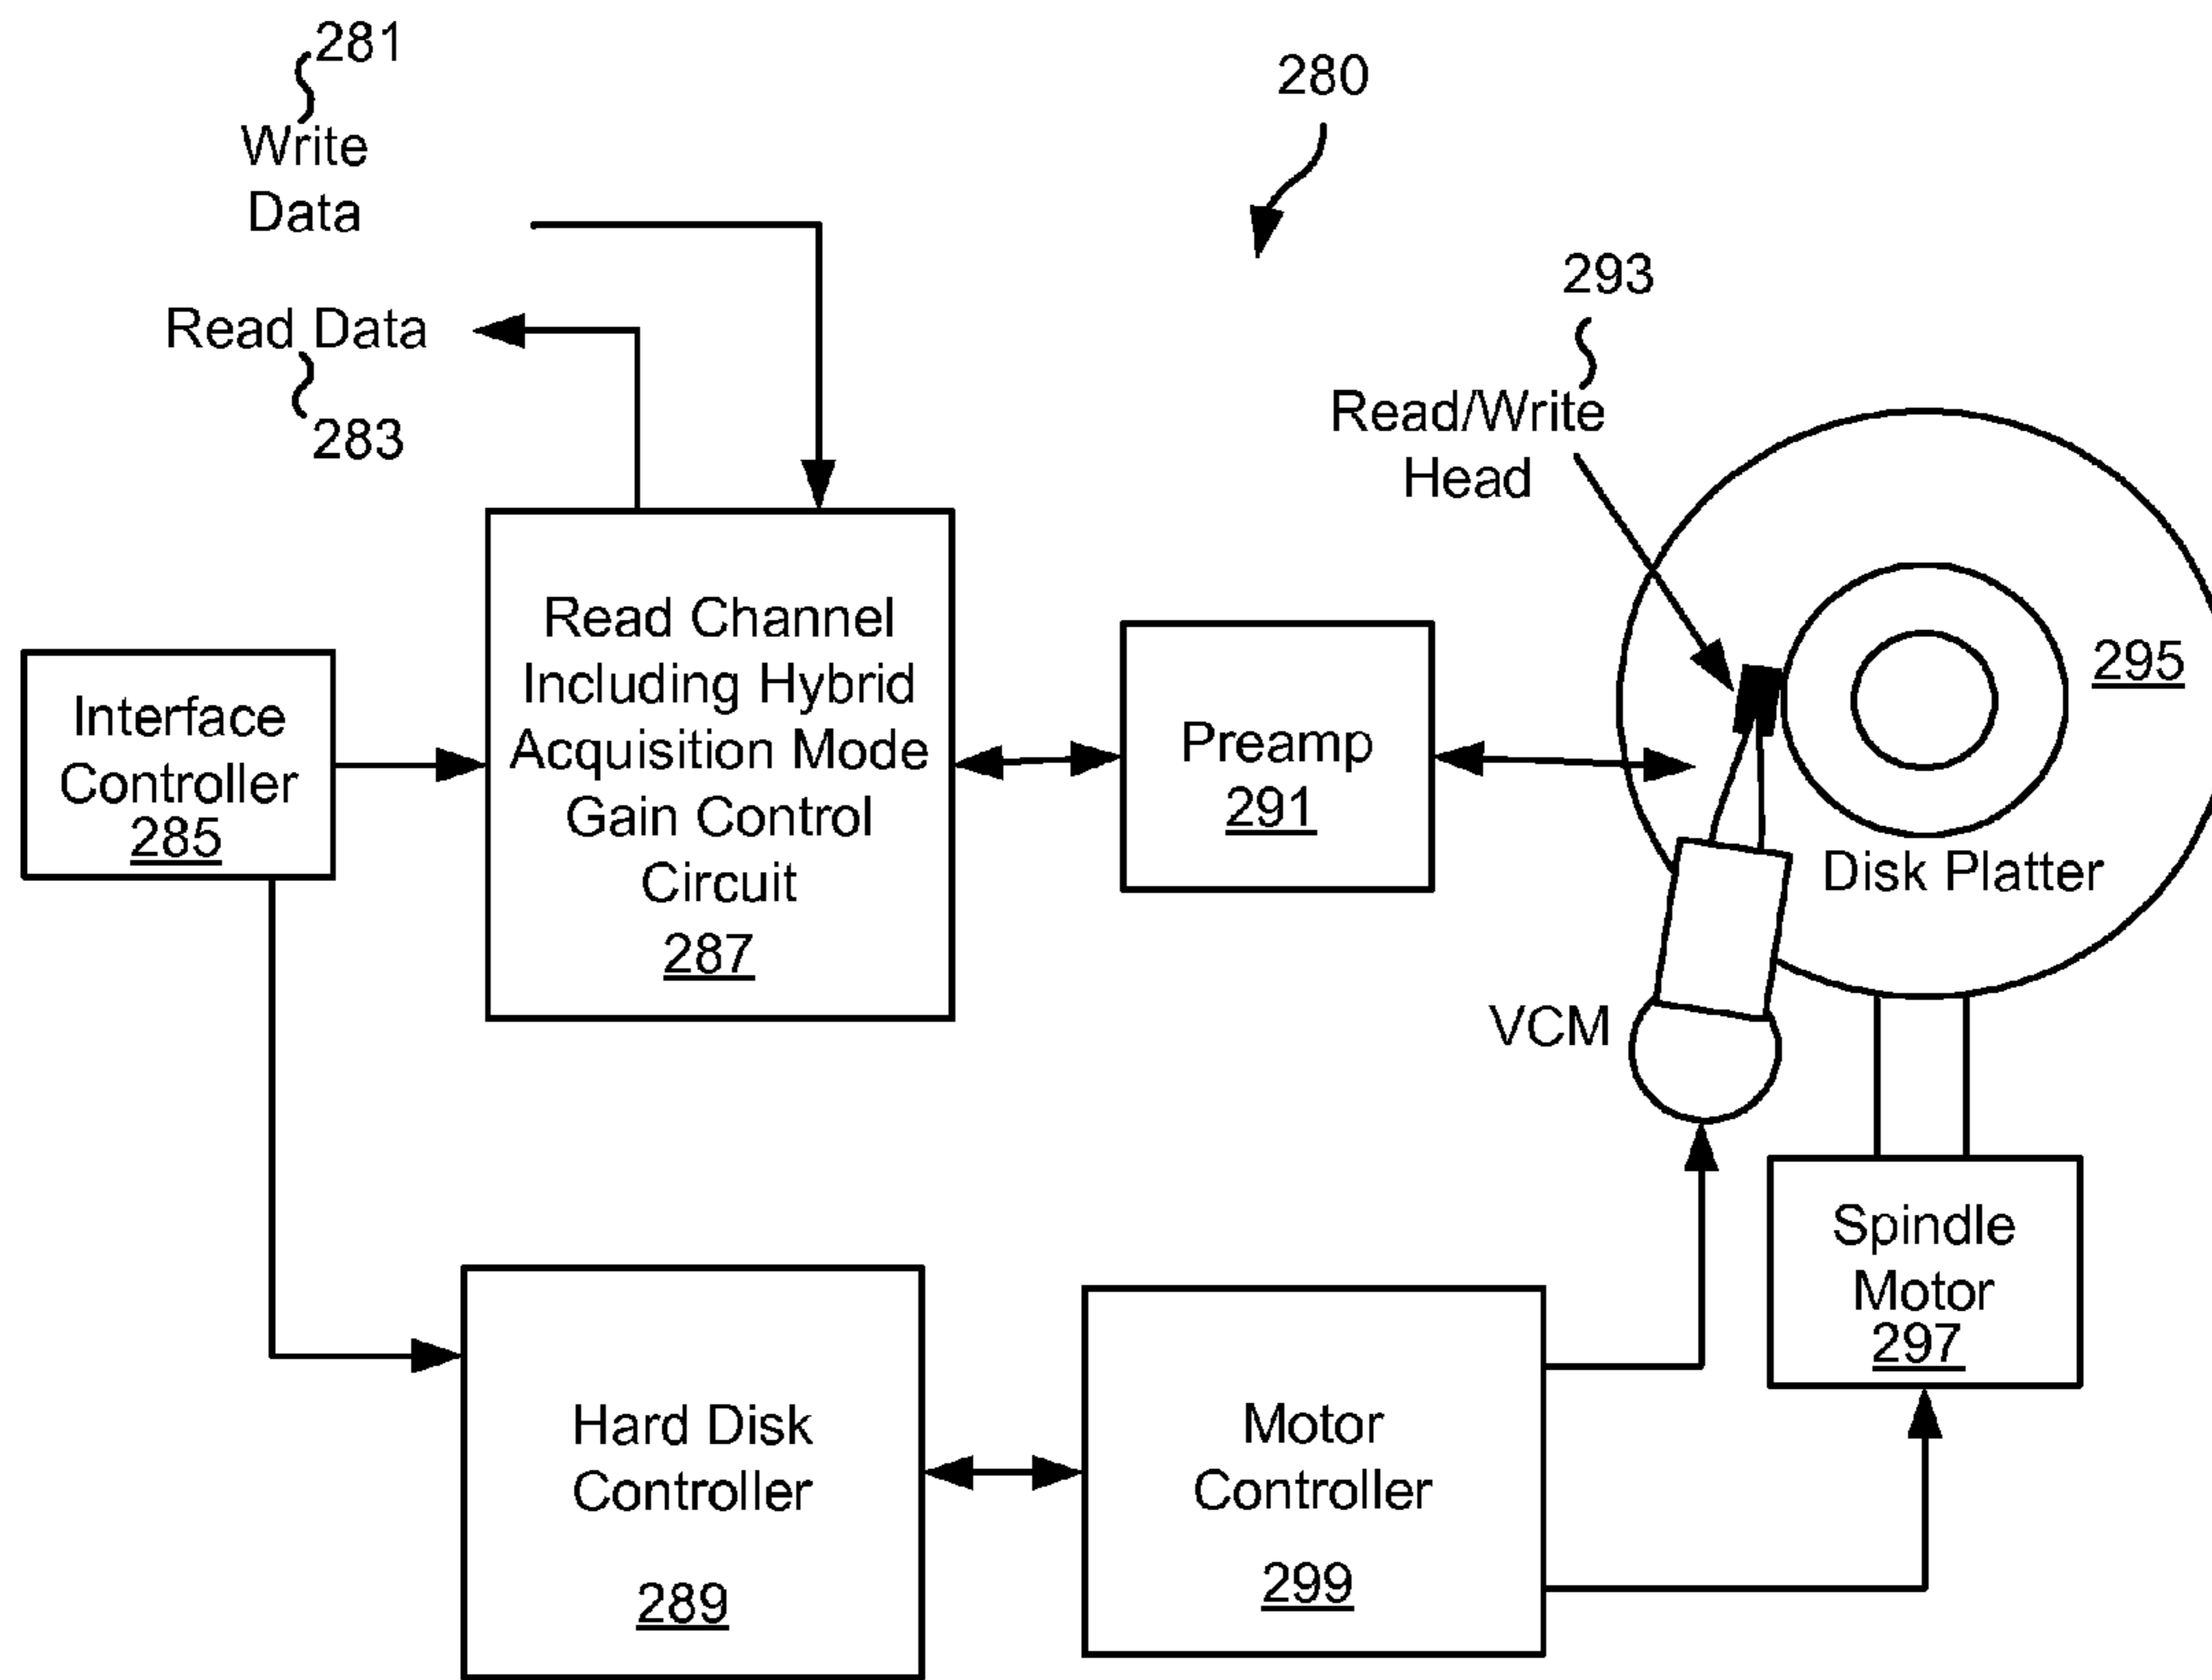 281
Write
Data
280
Read Data
283
293
Read/Write
Head
Interface
Controller
285
Read Channel
Including Hybrid
Acquisition Mode
Gain Control
Circuit
287
Preamp
291
295
Disk Platter
VCM
Spindle
Motor
297
Hard Disk
Controller
289
Motor
Controller
299